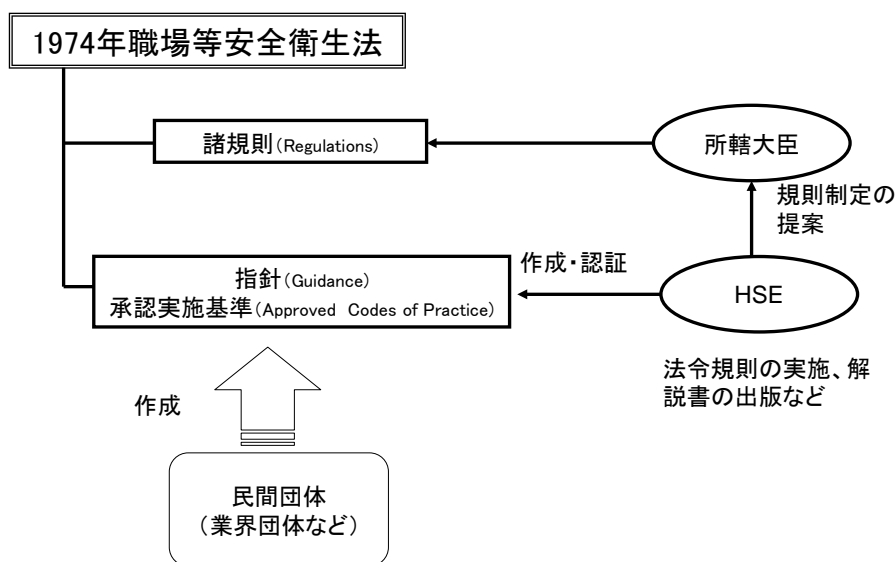 1974年職場等安全衛生法
諸規則(Regulations)
所轄大臣
規則制定の
提案
作成・認証
指針(Guidance)
承認実施基準(Approved Codes of Practice)
HSE
法令規則の実施、解
説書の出版など
作成
民間団体
(業界団体など)